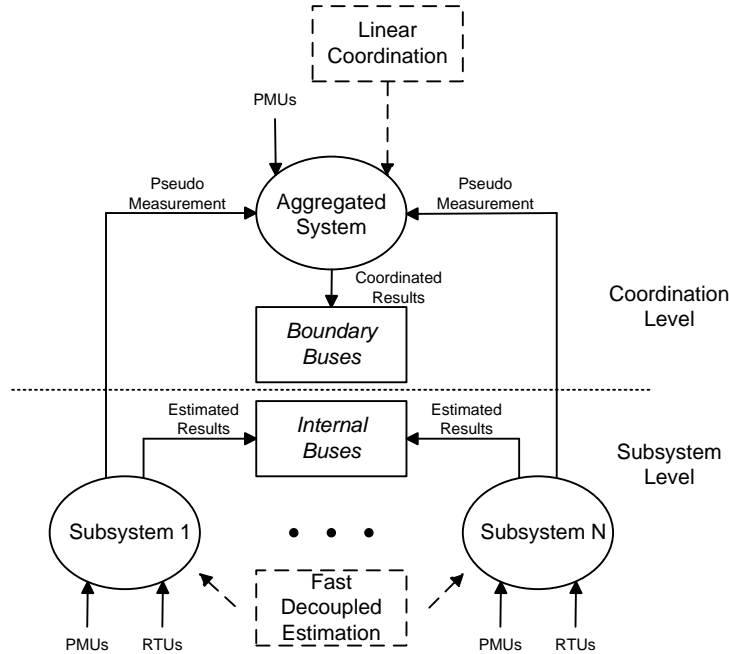 Linear
Coordination
PMUs
Pseudo
Measurement
Pseudo
Measurement
Aggregated
System
Coordinated
Results
Coordination
Level
Boundary
Buses
Estimated
Results
Internal
Buses
Estimated
Results
Subsystem
Level
Subsystem 1
Subsystem N
Fast
Decoupled
Estimation
PMUs
RTUs
PMUs
RTUs